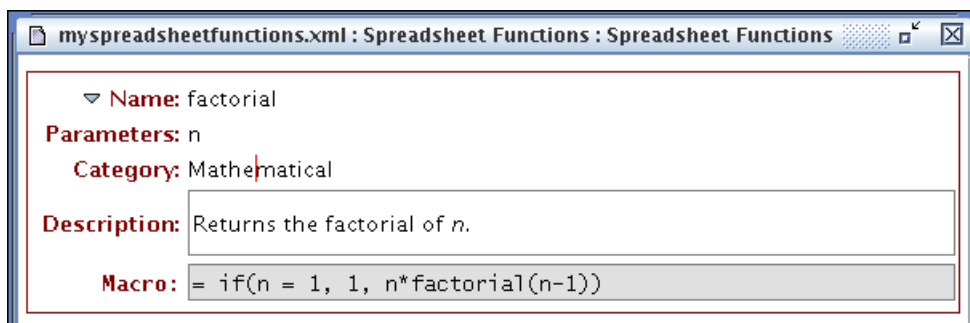 myspreadsheetfunctions.xml : Spreadsheet Functions : Spreadsheet Functions
Name: factorial
Parameters: n
Category: Mathematical
Description: Returns the factorial of n.
Macro: = if(n = 1, 1, n*factorial(n-1))